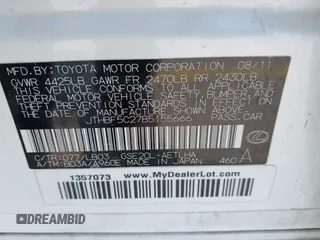 MFD. BY: TOYOTA MOTOR CORPORATION 08/11
GVWR 4425LB GAWR FR 2470LB RR 2430LB
THIS VEHICLE CONFORMS TO ALL APPLICABLE
FEDERAL MOTOR VEHICLE SAFETY, BUMPER, AND
THEFT PREVENTION STANDARDS IN EFFECT ON
THE DATE OF MANUFACTURE SHOWN ABOVE.
JTHBF5C27B5155666 PASS. CAR
C/TR: 077/LB03 GSE20L-AETLHA
A/TM: B03A/A960E MADE IN JAPAN 460 A
1357073
www.MyDealerLot.com
DIEBID